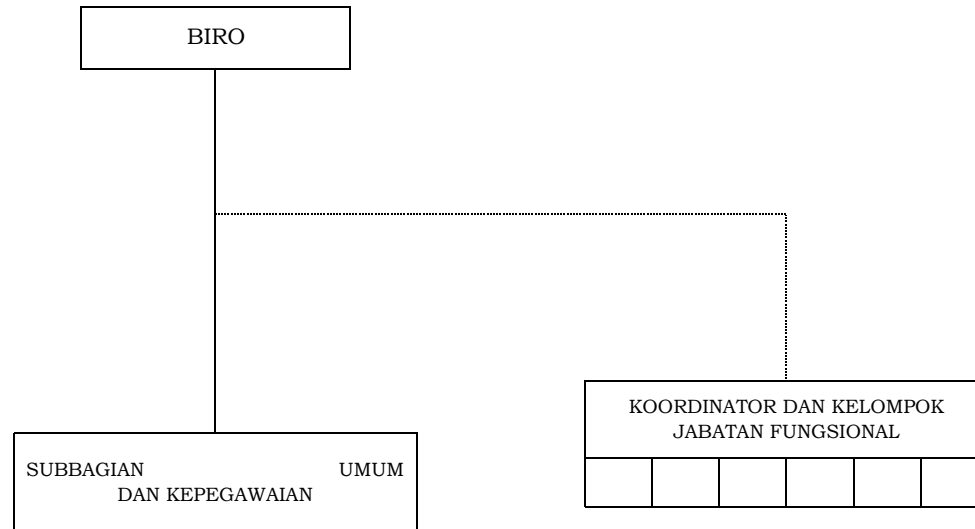 BIRO
KOORDINATOR DAN KELOMPOK
JABATAN FUNGSIONAL
SUBBAGIAN UMUM
DAN KEPEGAWAIAN